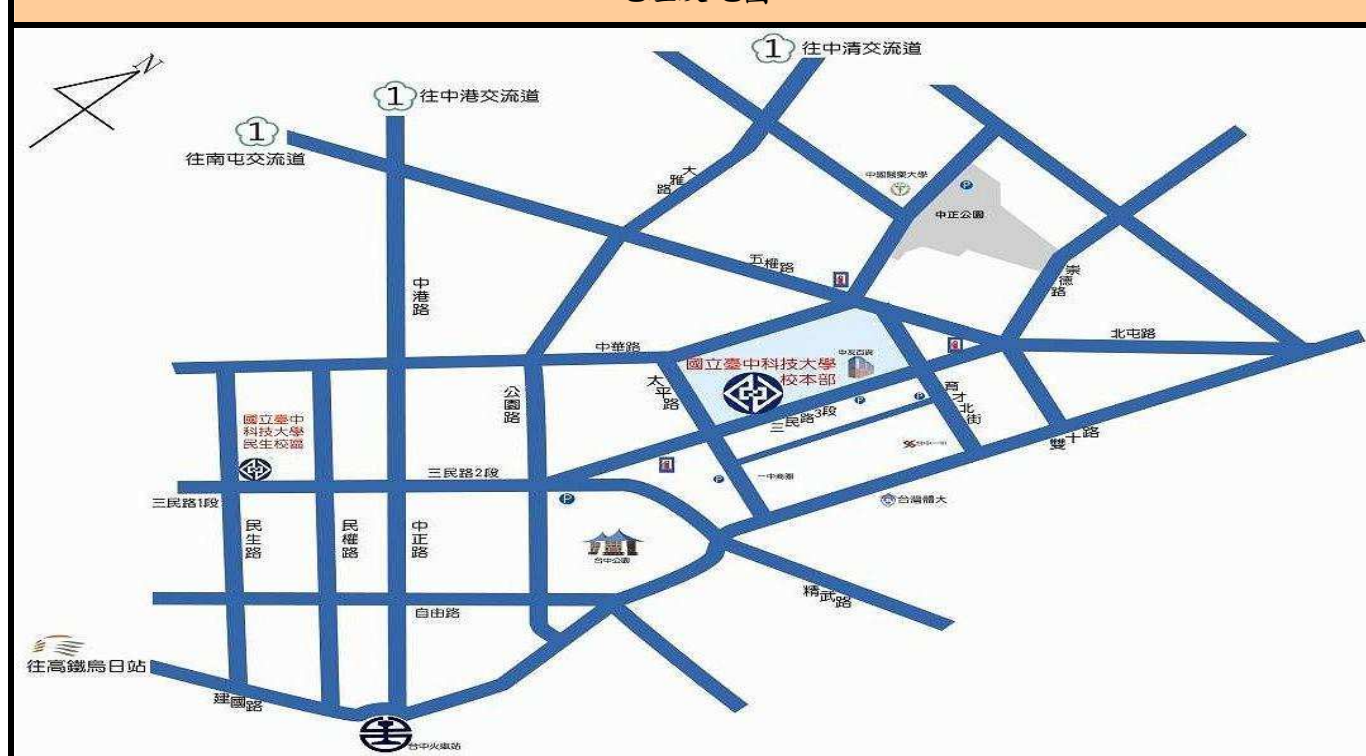 N
1 往中清交流道
1 往中港交流道
1
往南屯交流道
大雅路
中國醫藥大學
P
中正公園
五權路
崇德路
中港路
北屯路
中華路
國立臺中科技大學
校本部
中友百貨
太平路
公園路
三民路3段
P
P
育才北街
雙十路
國立臺中
科技大學
民生校區
三民路2段
P
一中商圈
台灣體大
三民路1段
P
民生路
民權路
中正路
台中公園
精武路
自由路
往高鐵烏日站
建國路
台中火車站